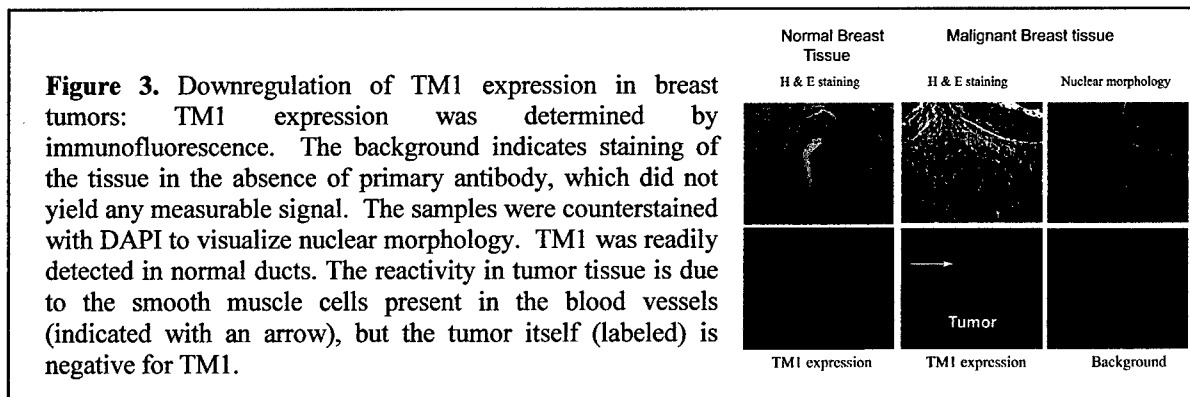 Figure 3. Downregulation of TM1 expression in breast
tumors: TM1 expression was determined by
immunofluorescence. The background indicates staining of
the tissue in the absence of primary antibody, which did not
yield any measurable signal. The samples were counterstained
with DAPI to visualize nuclear morphology. TM1 was readily
detected in normal ducts. The reactivity in tumor tissue is due
to the smooth muscle cells present in the blood vessels
(indicated with an arrow), but the tumor itself (labeled) is
negative for TM1.
Normal Breast
Tissue
Malignant Breast tissue
H & E staining
H & E staining
Nuclear morphology
Tumor
TM1 expression
TM1 expression
Background